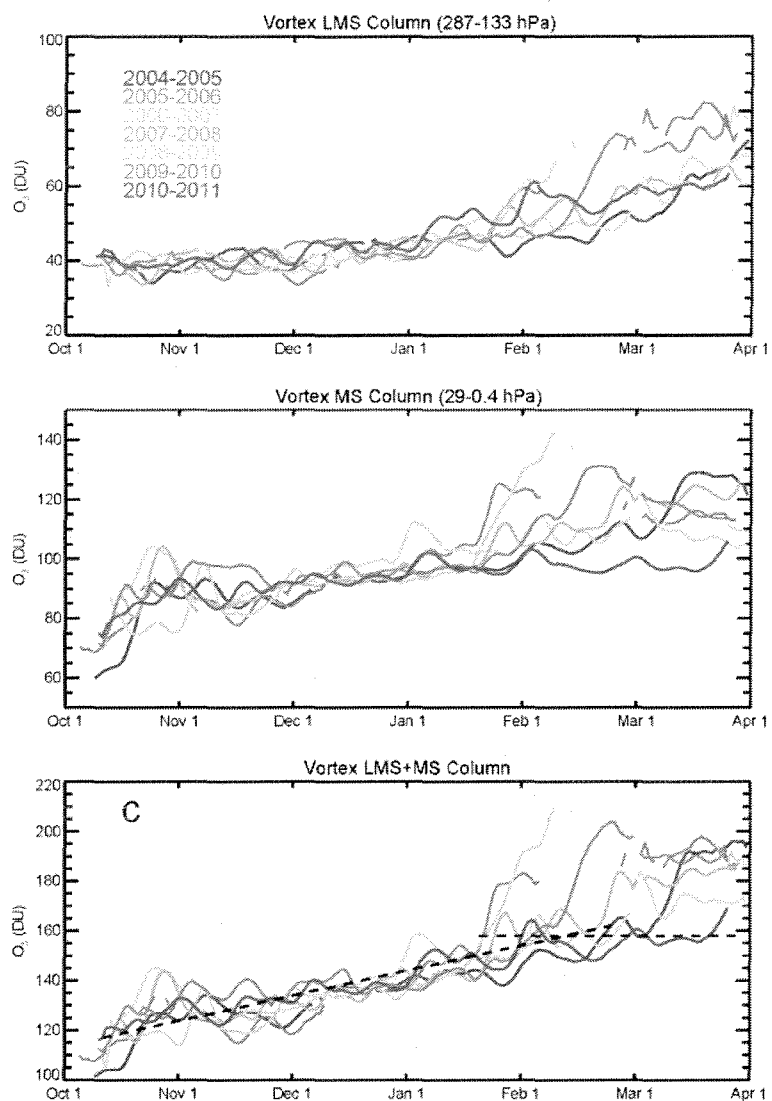 Vortex LMS Column (287-133 hPa)
100
80
60
40
20
O3 (DU)
2004-2005
2005-2006
2007-2008
2009-2010
2010-2011
Oct 1 Nov 1 Dec 1 Jan 1 Feb 1 Mar 1 Apr 1
Vortex MS Column (29-0.4 hPa)
140
120
100
80
60
O3 (DU)
Oct 1 Nov 1 Dec 1 Jan 1 Feb 1 Mar 1 Apr 1
Vortex LMS+MS Column
C
220
200
180
160
140
120
100
O3 (DU)
Oct 1 Nov 1 Dec 1 Jan 1 Feb 1 Mar 1 Apr 1